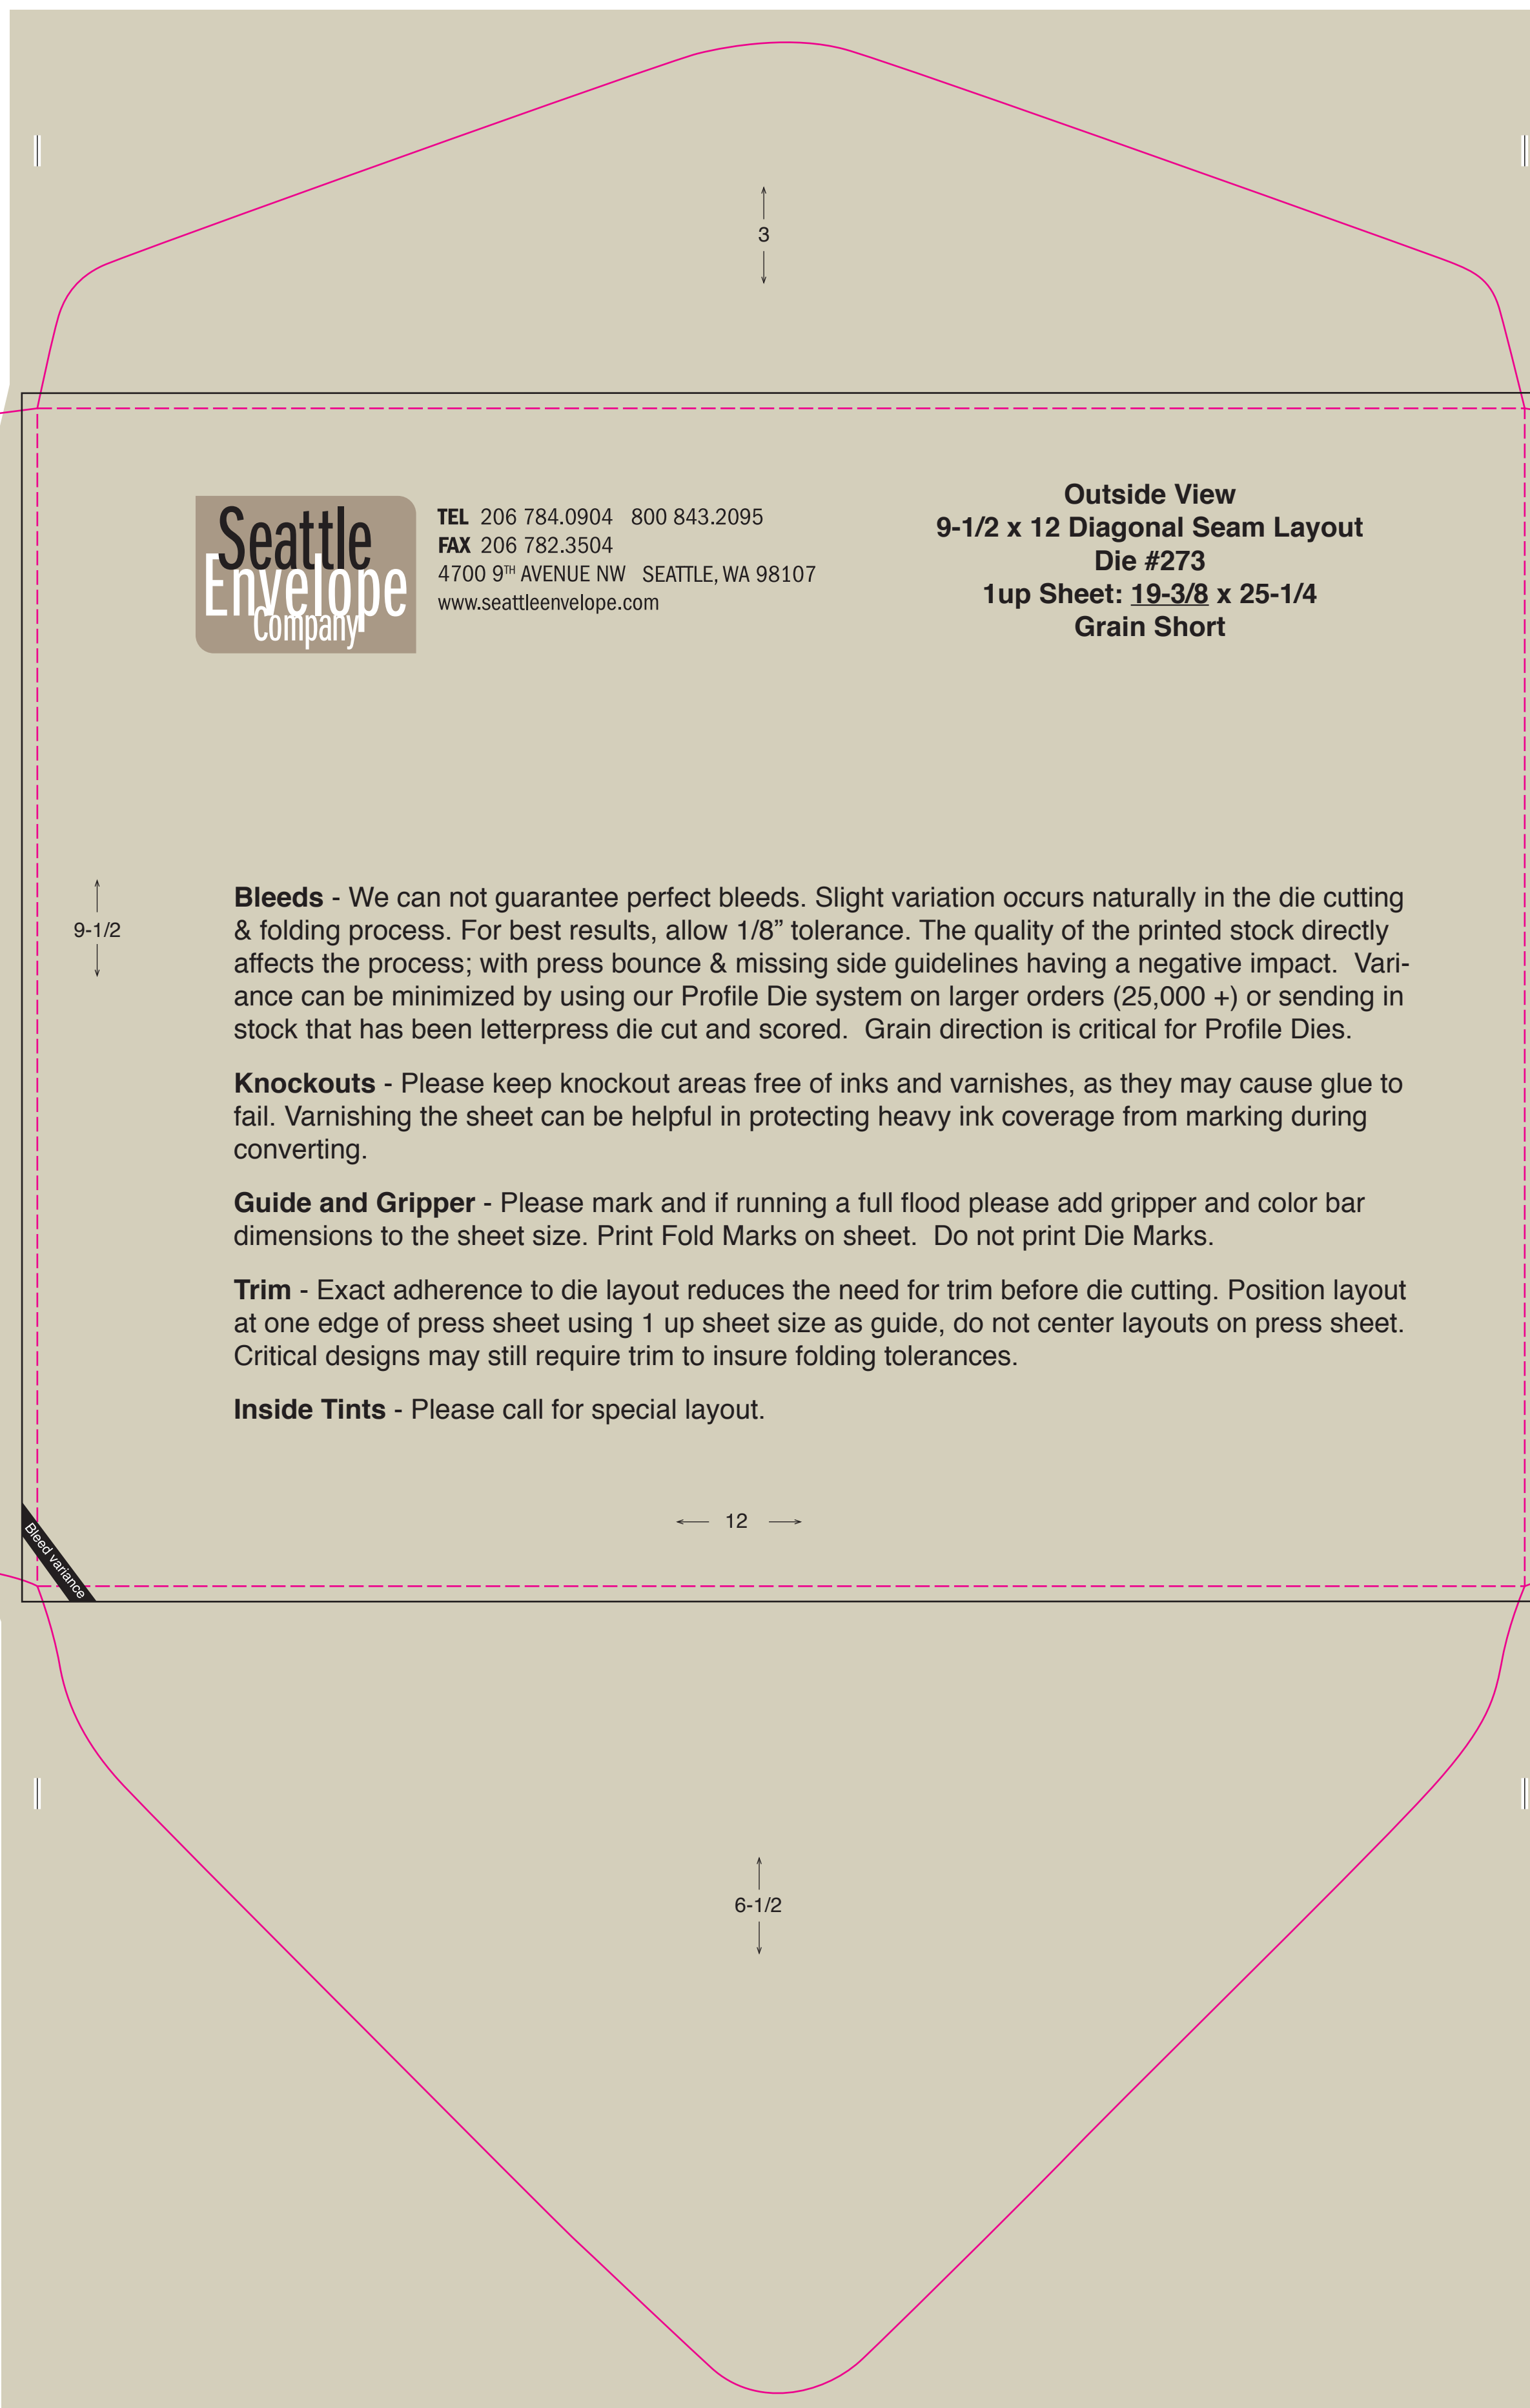 3
Seattle
Envelope
Company
TEL 206 784.0904 800 843.2095
FAX 206 782.3504
4700 9TH AVENUE NW SEATTLE, WA 98107
www.seattleenvelope.com
Outside View
9-1/2 x 12 Diagonal Seam Layout
Die #273
1up Sheet: 19-3/8 x 25-1/4
Grain Short
9-1/2
Bleeds - We can not guarantee perfect bleeds. Slight variation occurs naturally in the die cutting
& folding process. For best results, allow 1/8” tolerance. The quality of the printed stock directly
affects the process; with press bounce & missing side guidelines having a negative impact.  Vari-
ance can be minimized by using our Profile Die system on larger orders (25,000 +) or sending in
stock that has been letterpress die cut and scored.  Grain direction is critical for Profile Dies.
Knockouts - Please keep knockout areas free of inks and varnishes, as they may cause glue to
fail. Varnishing the sheet can be helpful in protecting heavy ink coverage from marking during
converting.
Guide and Gripper - Please mark and if running a full flood please add gripper and color bar
dimensions to the sheet size. Print Fold Marks on sheet.  Do not print Die Marks.
Trim - Exact adherence to die layout reduces the need for trim before die cutting. Position layout
at one edge of press sheet using 1 up sheet size as guide, do not center layouts on press sheet.
Critical designs may still require trim to insure folding tolerances.
Inside Tints - Please call for special layout.
12
Bleed variance
6-1/2